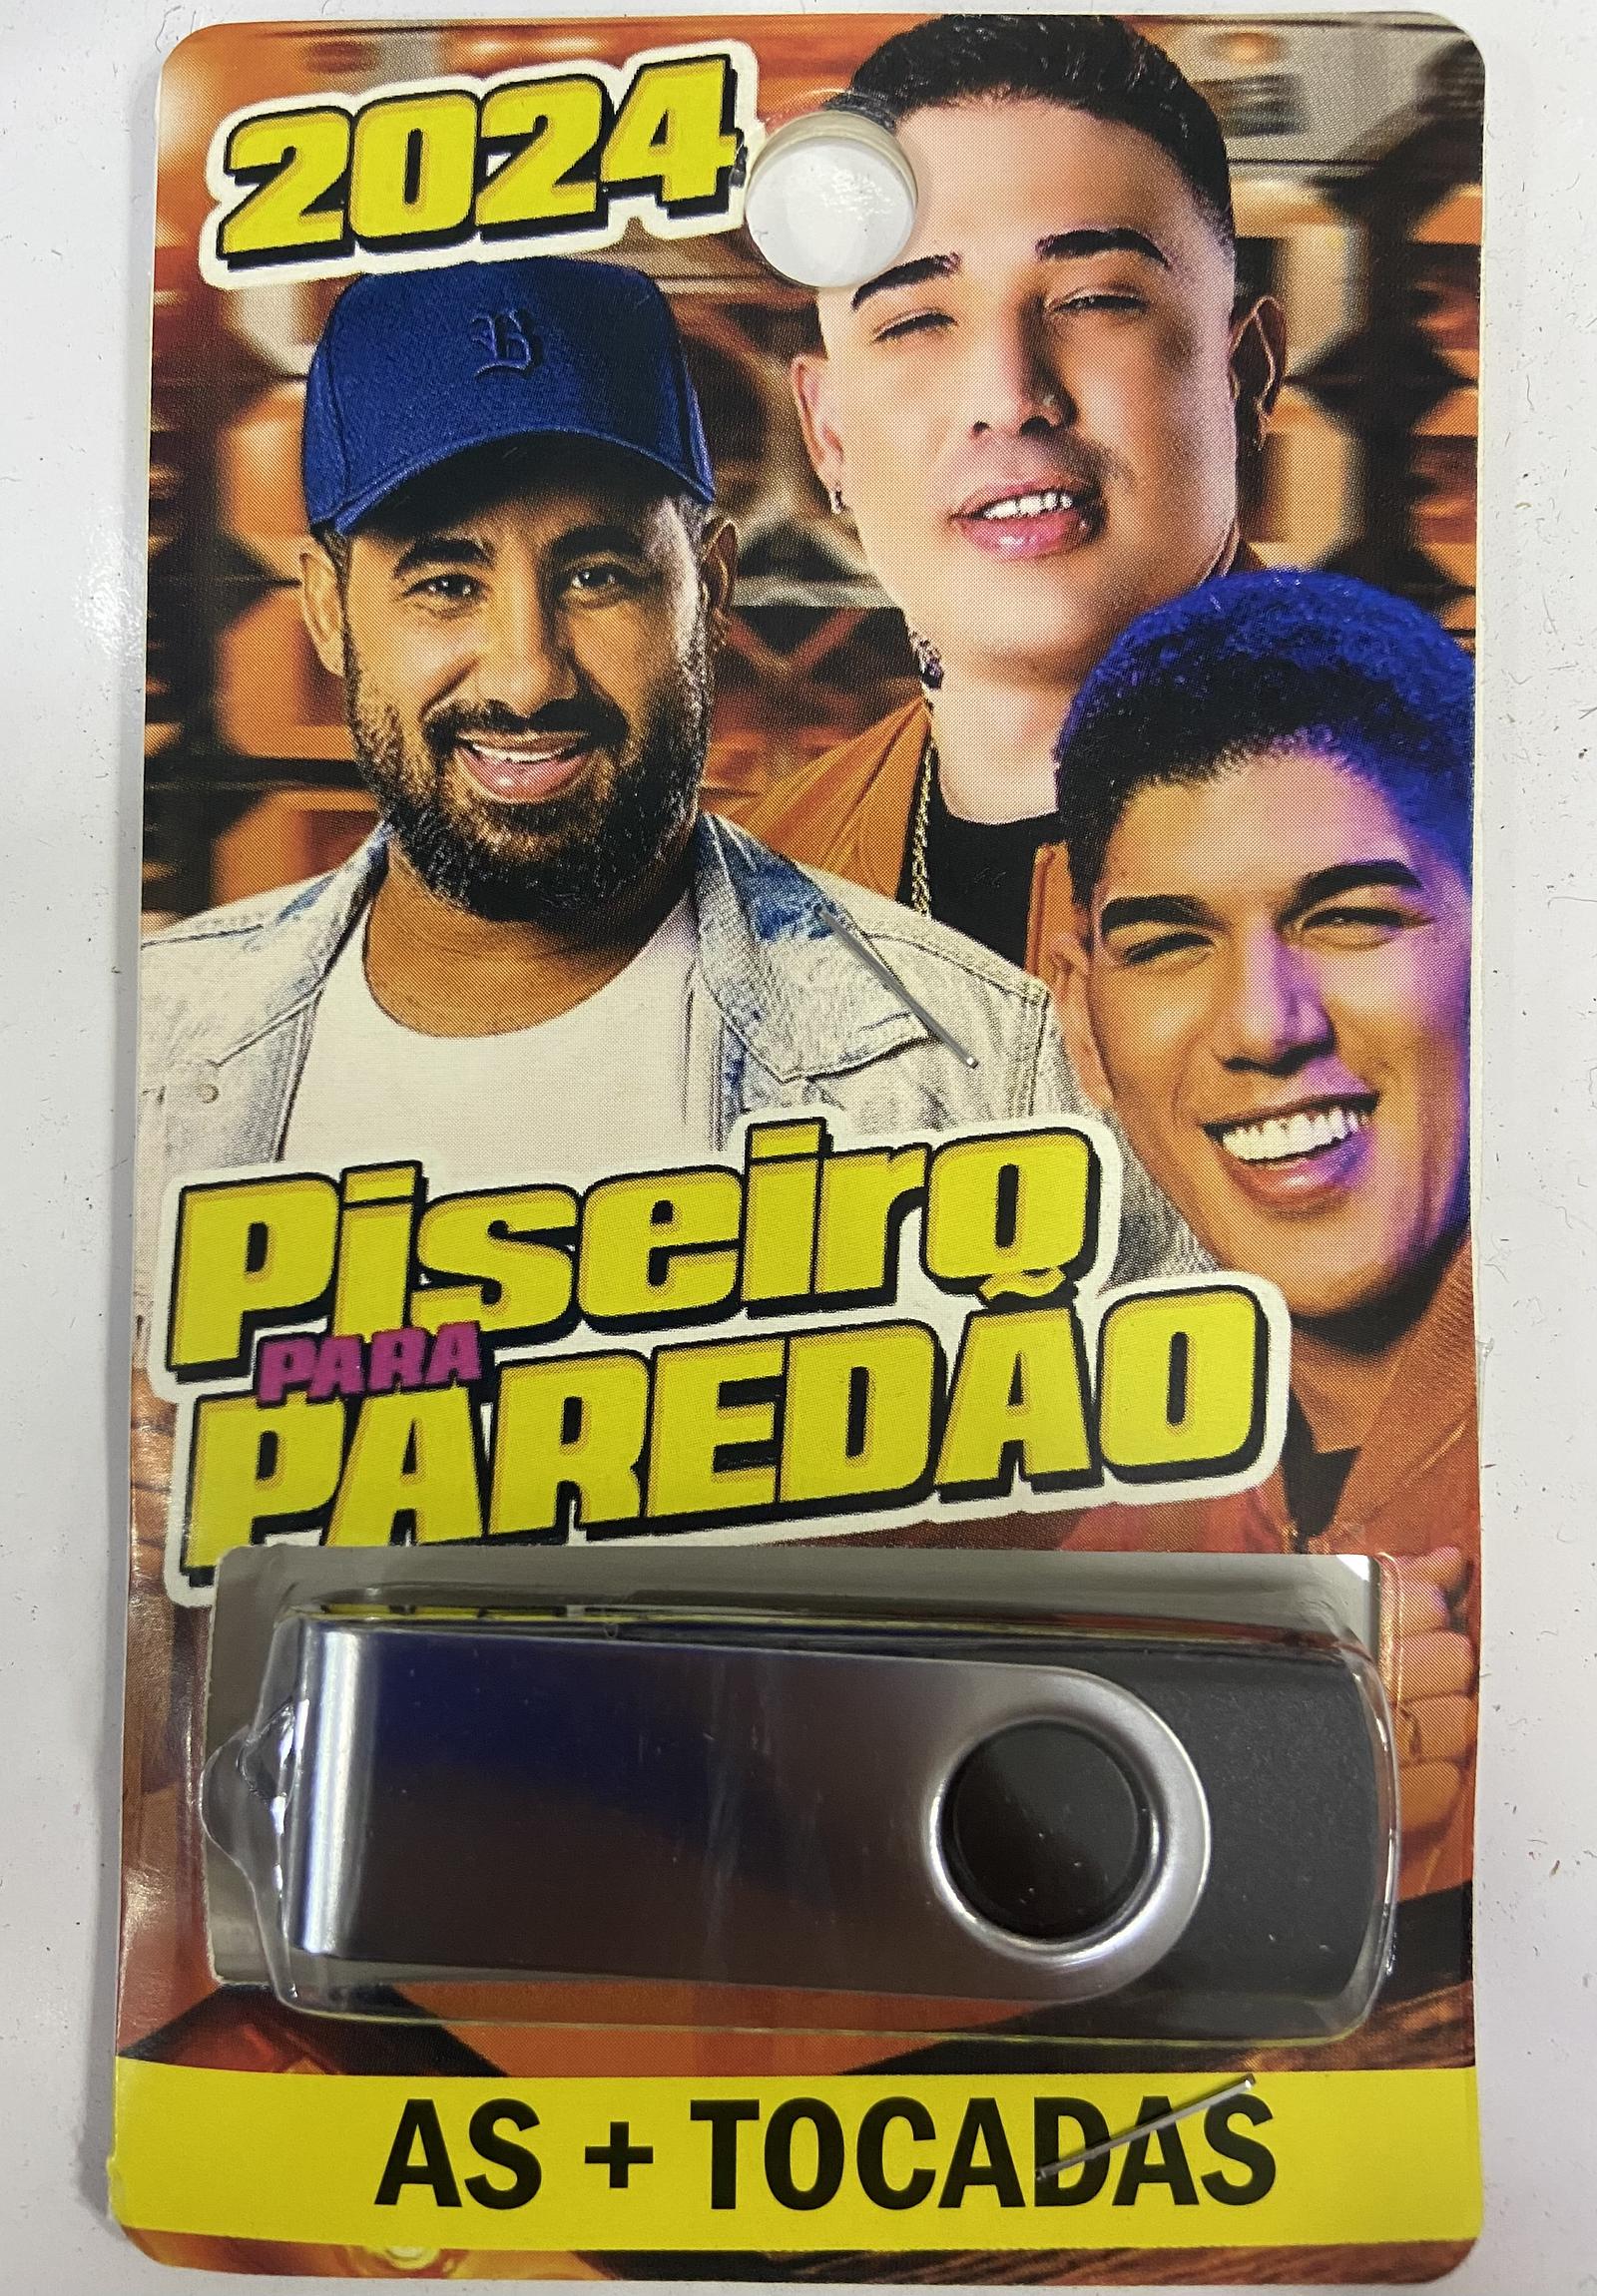 2024
B
Piseiro
PARA
PAREDÃO
AS + TOCADAS